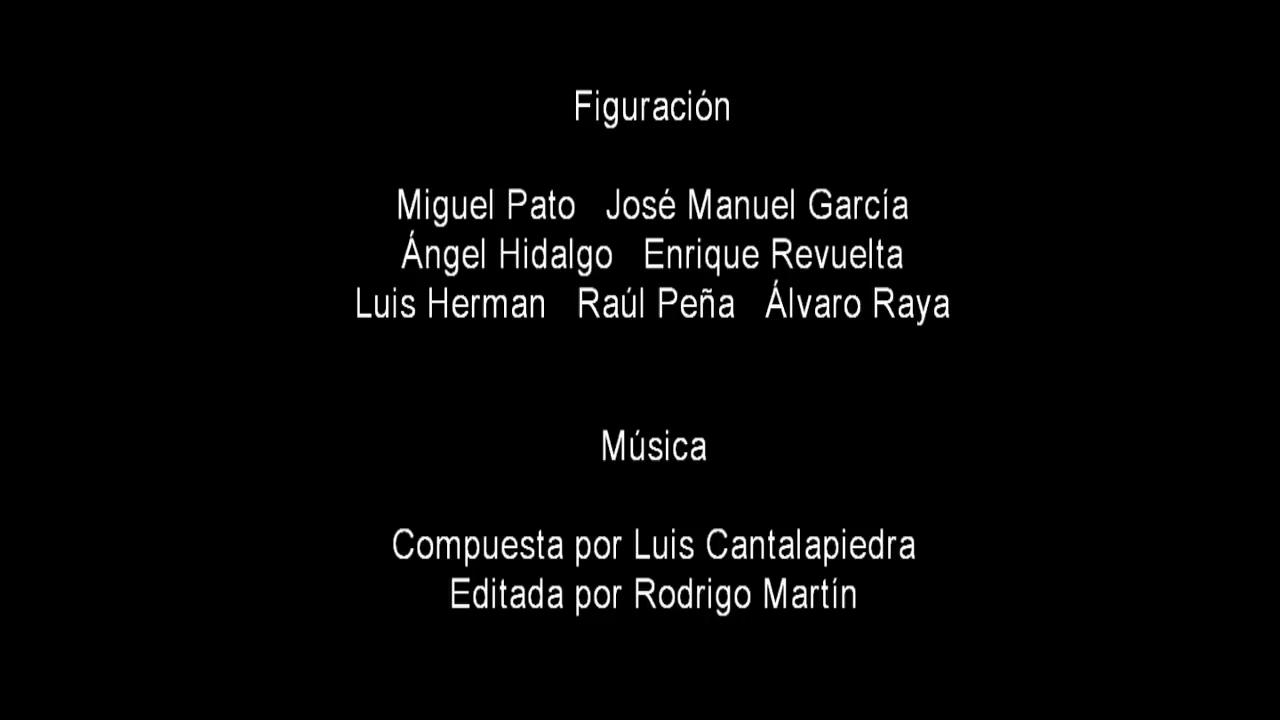 Figuración
Miguel Pato   José Manuel García
Ángel Hidalgo   Enrique Revuelta
Luis Herman   Raúl Peña   Álvaro Raya
Música
Compuesta por Luis Cantalapiedra
Editada por Rodrigo Martín